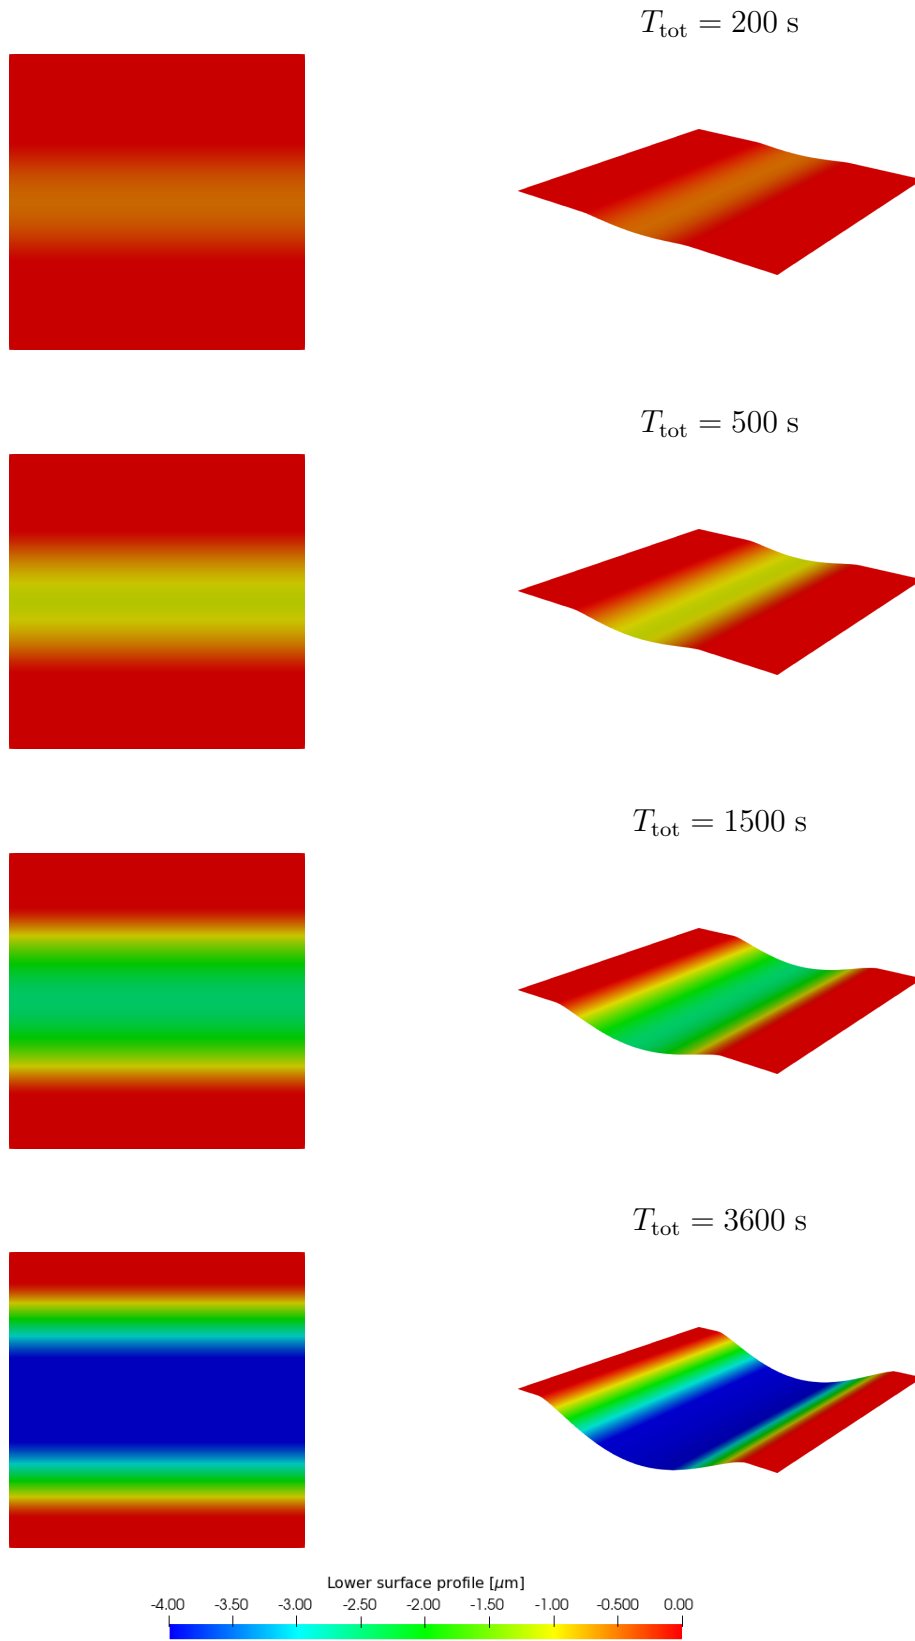 T_tot = 200 s
T_tot = 500 s
T_tot = 1500 s
T_tot = 3600 s
Lower surface profile [μm]
-4.00 -3.50 -3.00 -2.50 -2.00 -1.50 -1.00 -0.500 0.00